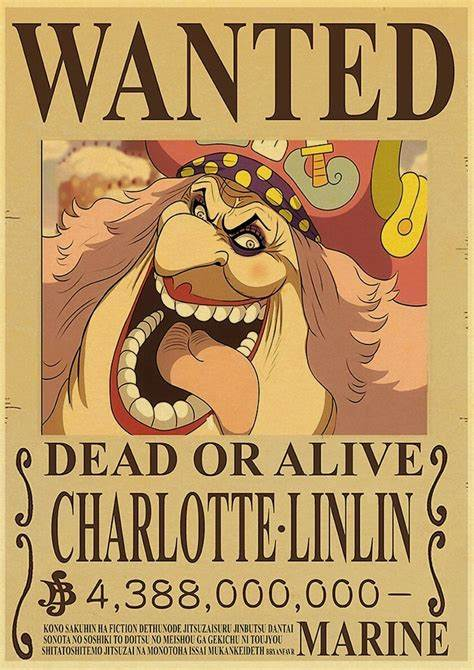 WANTED
DEAD OR ALIVE
CHARLOTTE·LINLIN
4,388,000,000–
KONO SAKUHIN HA FICTION DETHUNODE JITSUZAISURU JINBUTSU DANTAI
SONOTA NO SOSHIKI TO DOITSU NO MEISHOU GA GEKICHU NI TOUJYOU
SHITATOSHITEMO JITSUZAI NA MONOTOHA ISSAI MUKANKEIDETH
MARINE